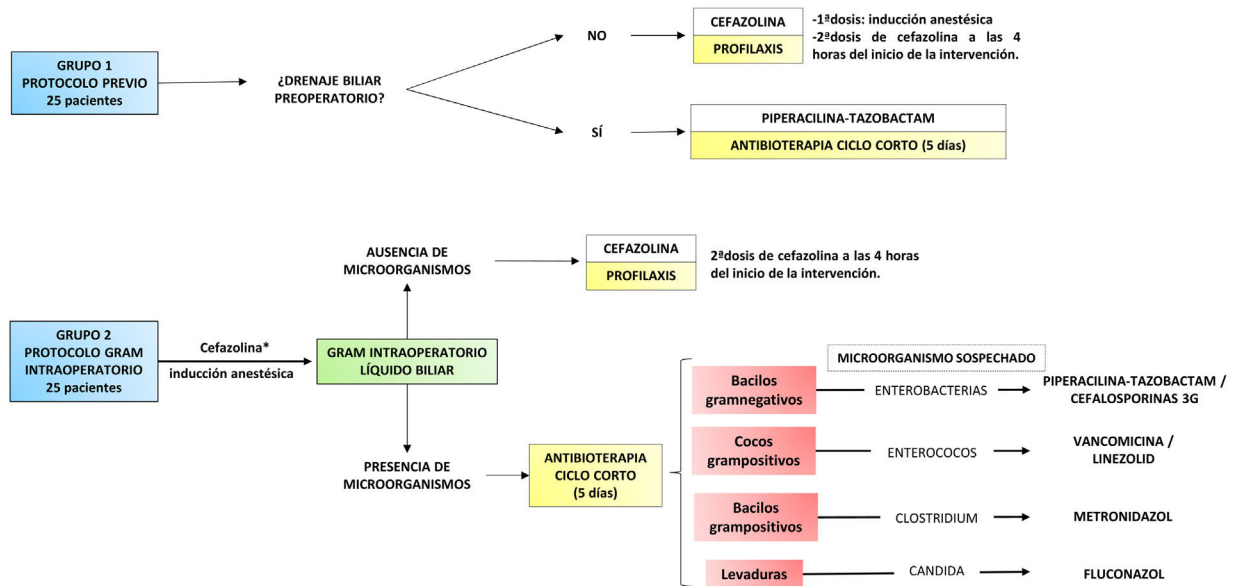 GRUPO 1
PROTOCOLO PREVIO
25 pacientes
¿DRENAJE BILIAR
PREOPERATORIO?
NO
CEFAZOLINA
PROFILAXIS
-1ªdosis: inducción anestésica
-2ªdosis de cefazolina a las 4
horas del inicio de la intervención.
SÍ
PIPERACILINA-TAZOBACTAM
ANTIBIOTERAPIA CICLO CORTO (5 días)
GRUPO 2
PROTOCOLO GRAM
INTRAOPERATORIO
25 pacientes
Cefazolina*
inducción anestésica
GRAM INTRAOPERATORIO
LÍQUIDO BILIAR
AUSENCIA DE
MICROORGANISMOS
CEFAZOLINA
PROFILAXIS
2ªdosis de cefazolina a las 4 horas
del inicio de la intervención.
PRESENCIA DE
MICROORGANISMOS
ANTIBIOTERAPIA
CICLO CORTO
(5 días)
MICROORGANISMO SOSPECHADO
Bacilos
gramnegativos
ENTEROBACTERIAS
PIPERACILINA-TAZOBACTAM /
CEFALOSPORINAS 3G
Cocos
grampositivos
ENTEROCOCOS
VANCOMICINA /
LINEZOLID
Bacilos
grampositivos
CLOSTRIDIUM
METRONIDAZOL
Levaduras
CANDIDA
FLUCONAZOL